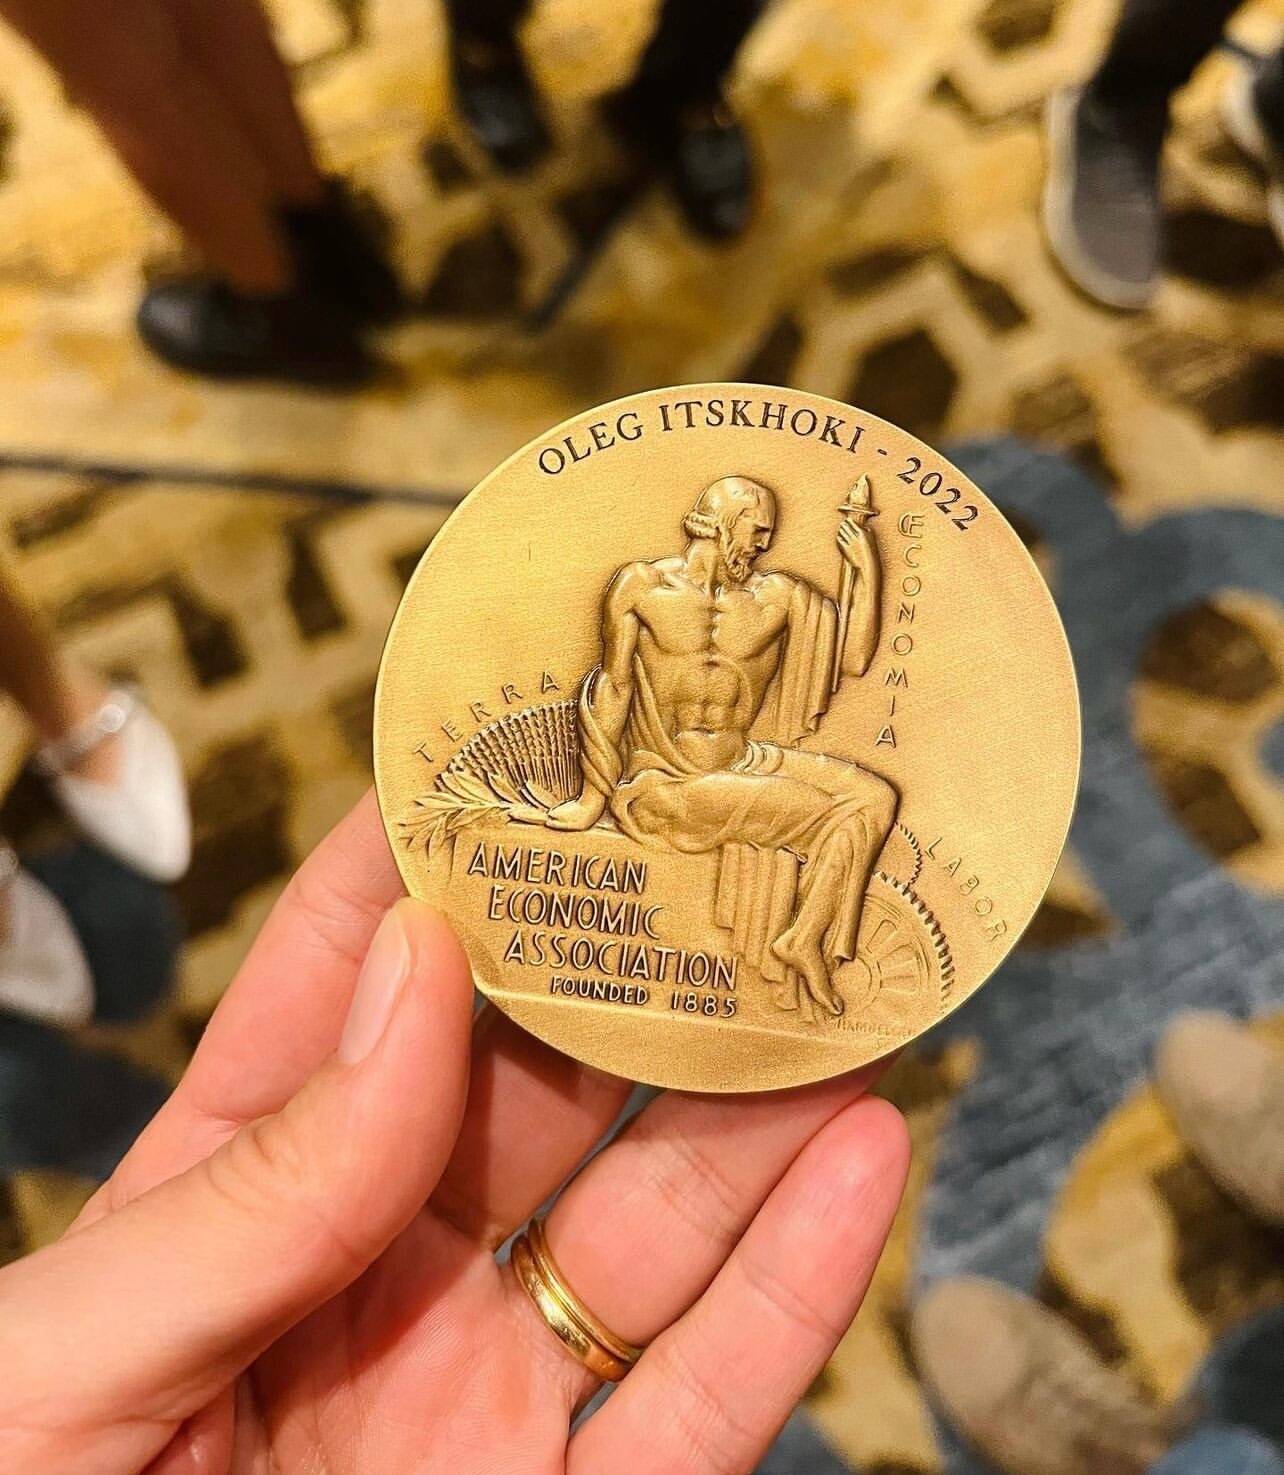 OLEG ITSKHOKI - 2022
ŒCONOMIA
TERRA
LABOR
AMERICAN
ECONOMIC
ASSOCIATION
FOUNDED 1885